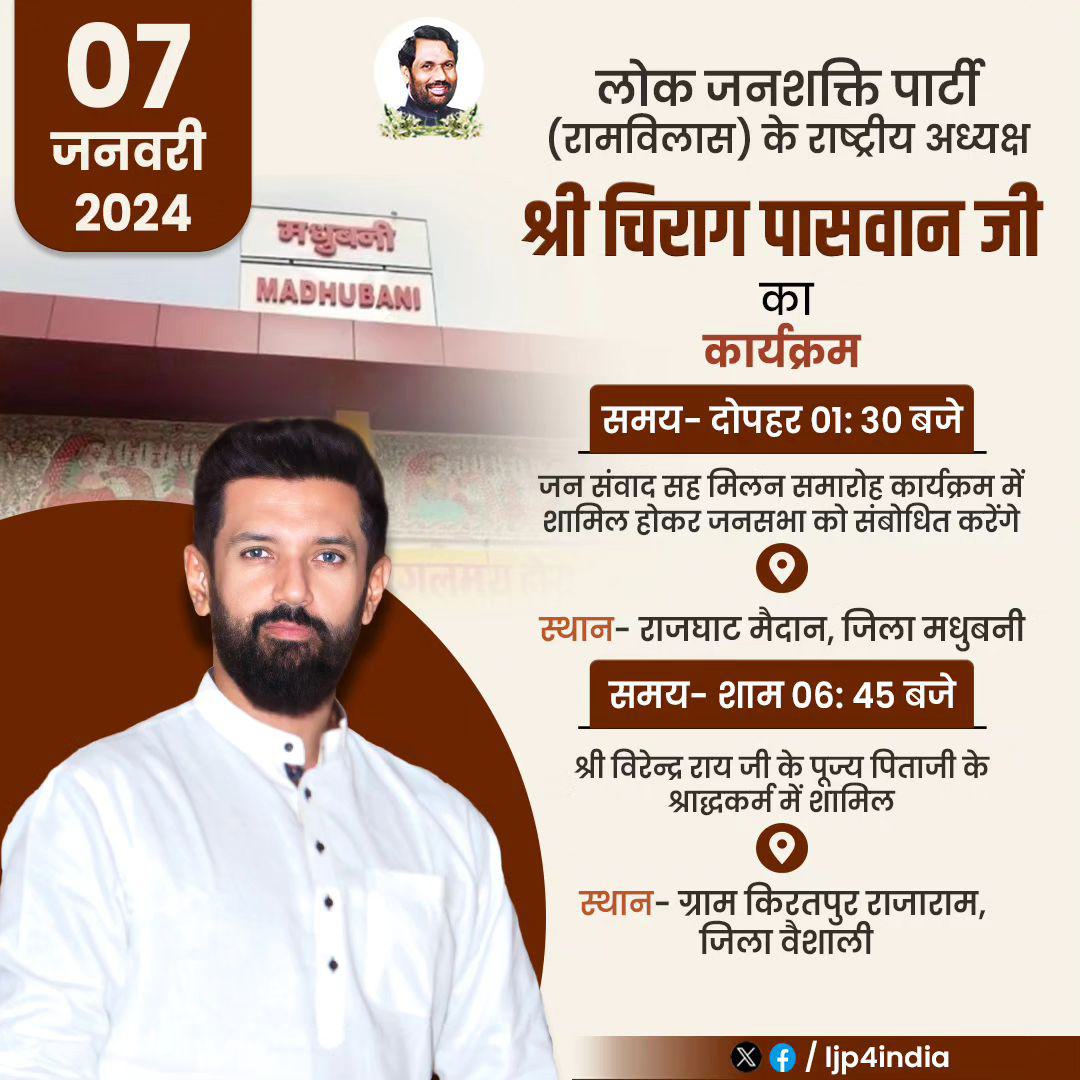 07
जनवरी
2024
लोक जनशक्ति पार्टी
(रामविलास) के राष्ट्रीय अध्यक्ष
श्री चिराग पासवान जी
का
कार्यक्रम
मधुबनी
MADHUBANI
समय- दोपहर 01: 30 बजे
जन संवाद सह मिलन समारोह कार्यक्रम में
शामिल होकर जनसभा को संबोधित करेंगे
स्थान- राजघाट मैदान, जिला मधुबनी
समय- शाम 06: 45 बजे
श्री विरेन्द्र राय जी के पूज्य पिताजी के
श्राद्धकर्म में शामिल
स्थान- ग्राम किरतपुर राजाराम,
जिला वैशाली
/ ljp4india